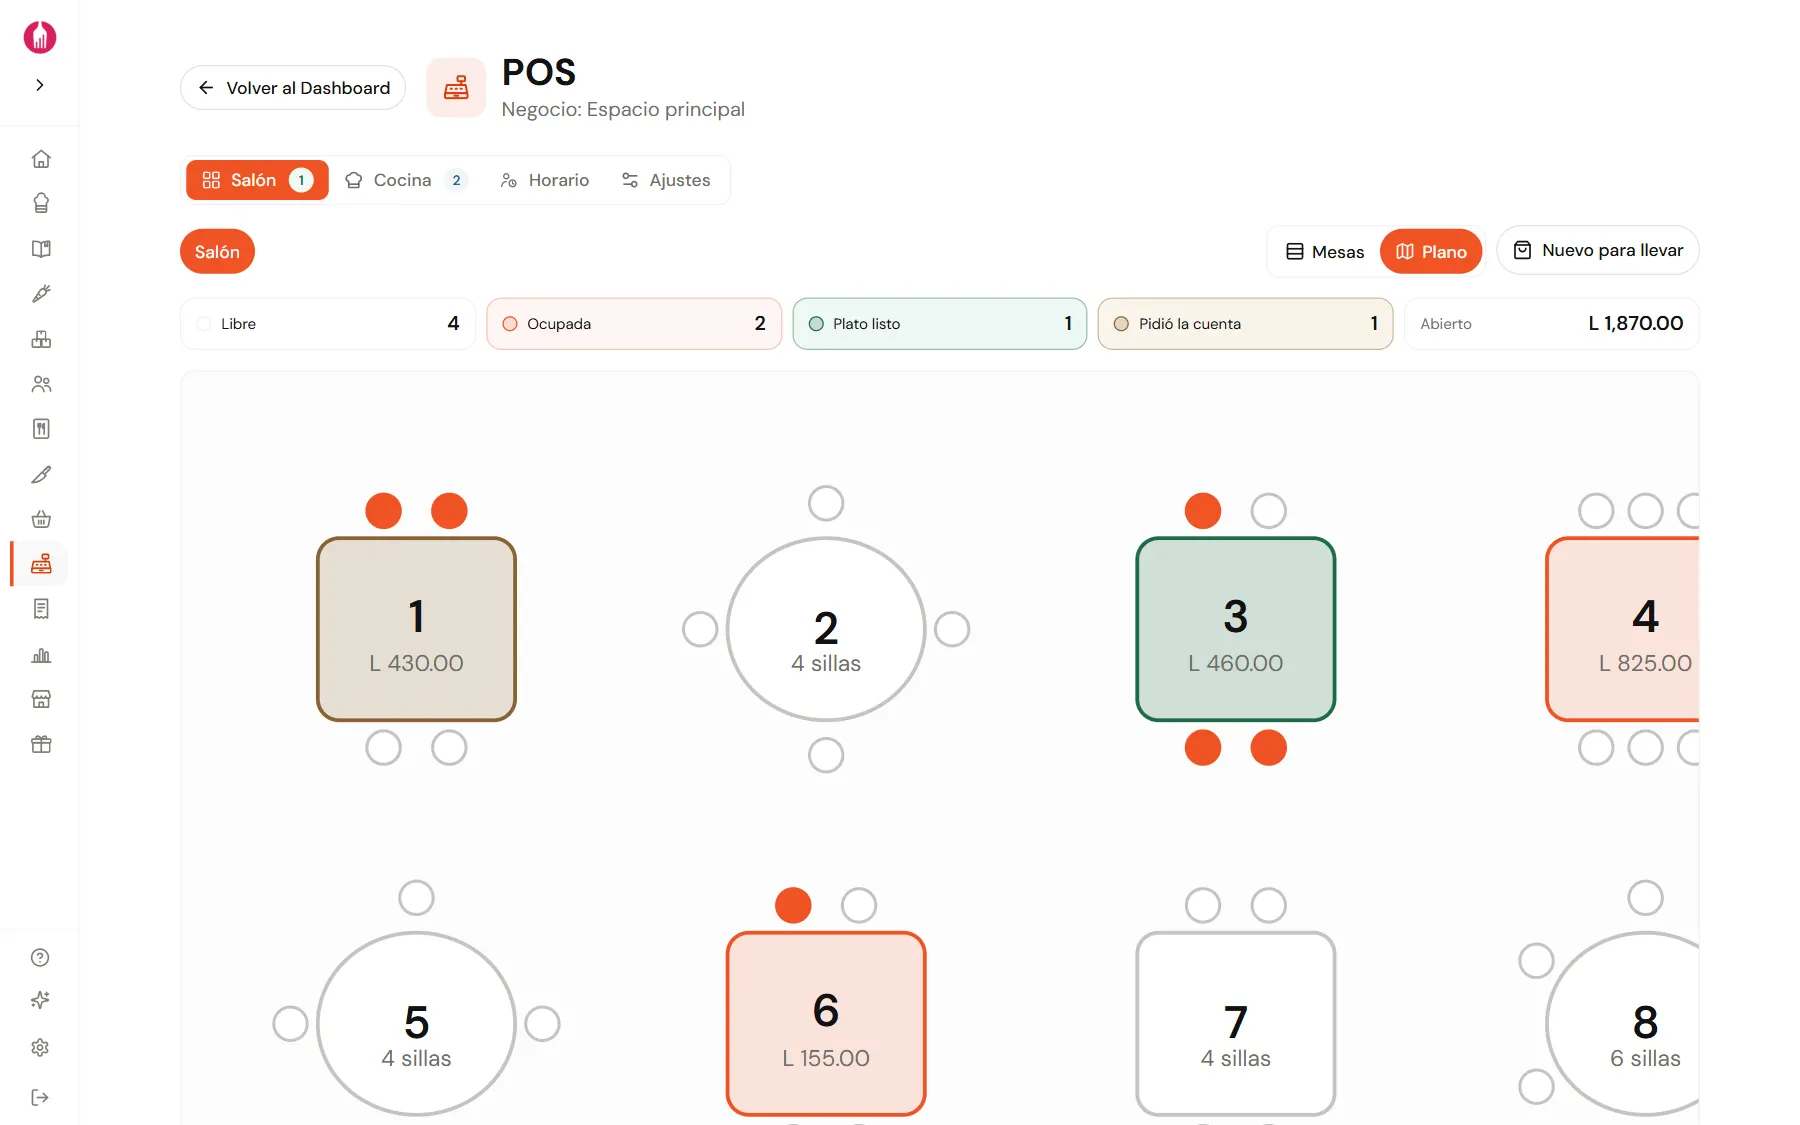 Volver al Dashboard
POS
Negocio: Espacio principal
Salón 1
Cocina 2
Horario
Ajustes
Salón
Mesas
Plano
Nuevo para llevar
Libre 4
Ocupada 2
Plato listo 1
Pidió la cuenta 1
Abierto L 1,870.00
1
L 430.00
2
4 sillas
3
L 460.00
4
L 825.00
5
4 sillas
6
L 155.00
7
4 sillas
8
6 sillas